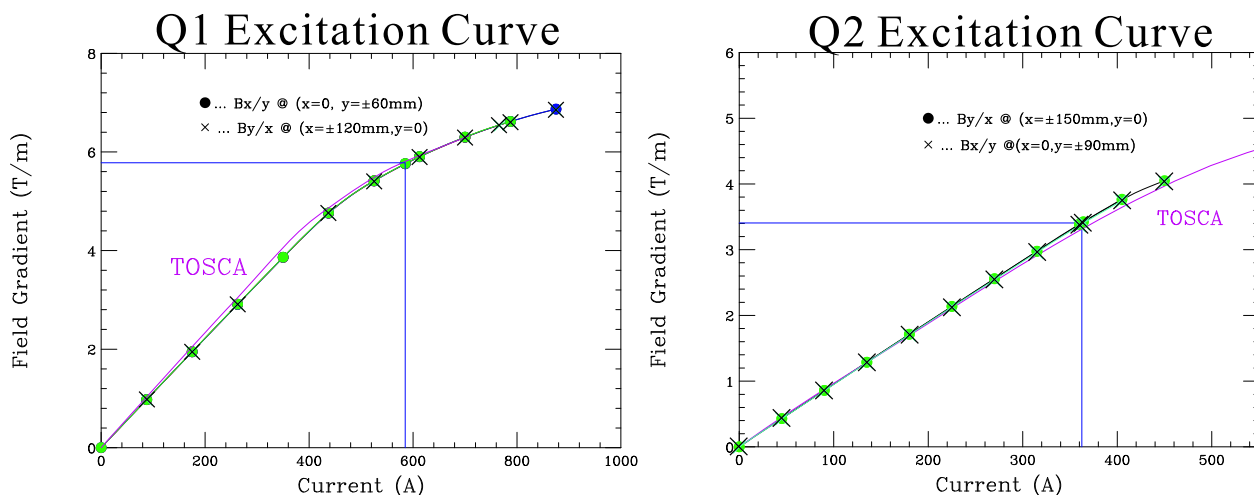 Q1 Excitation Curve
8
6
4
2
0
0
200
400
600
800
1000
Field Gradient (T/m)
Current (A)
... Bx/y @ (x=0, y=±60mm)
× ... By/x @ (x=±120mm,y=0)
TOSCA
Q2 Excitation Curve
6
5
4
3
2
1
0
0
100
200
300
400
500
Field Gradient (T/m)
Current (A)
... By/x @ (x=±150mm,y=0)
× ... Bx/y @(x=0,y=±90mm)
TOSCA